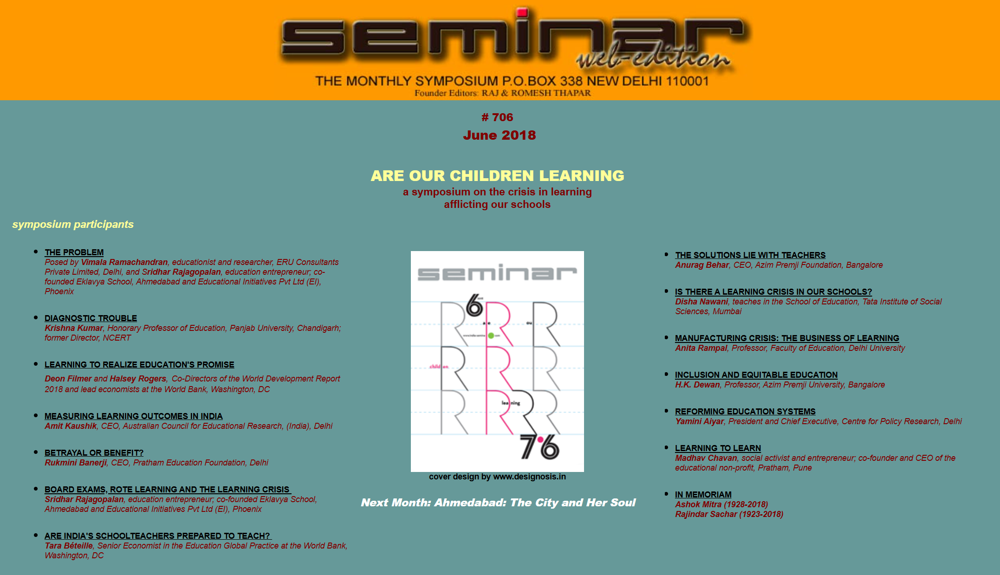 seminar
web-edition
THE MONTHLY SYMPOSIUM P.O.BOX 338 NEW DELHI 110001
Founder Editors: RAJ & ROMESH THAPAR
# 706
June 2018
ARE OUR CHILDREN LEARNING
a symposium on the crisis in learning
afflicting our schools
symposium participants
THE PROBLEM
Posed by Vimala Ramachandran, educationist and researcher, ERU Consultants
Private Limited, Delhi, and Sridhar Rajagopalan, education entrepreneur; co-
founded Eklavya School, Ahmedabad and Educational Initiatives Pvt Ltd (EI),
Phoenix
DIAGNOSTIC TROUBLE
Krishna Kumar, Honorary Professor of Education, Panjab University, Chandigarh;
former Director, NCERT
LEARNING TO REALIZE EDUCATION'S PROMISE
Deon Filmer and Halsey Rogers, Co-Directors of the World Development Report
2018 and lead economists at the World Bank, Washington, DC
MEASURING LEARNING OUTCOMES IN INDIA
Amit Kaushik, CEO, Australian Council for Educational Research, (India), Delhi
BETRAYAL OR BENEFIT?
Rukmini Banerji, CEO, Pratham Education Foundation, Delhi
BOARD EXAMS, ROTE LEARNING AND THE LEARNING CRISIS
Sridhar Rajagopalan, education entrepreneur; co-founded Eklavya School,
Ahmedabad and Educational Initiatives Pvt Ltd (EI), Phoenix
ARE INDIA'S SCHOOLTEACHERS PREPARED TO TEACH?
Tara Béteille, Senior Economist in the Education Global Practice at the World Bank,
Washington, DC
seminar
6
R R R
a e ou
www.india-semina com
R R R
child en
R R R R
lea ning
7•6
cover design by www.designosis.in
Next Month: Ahmedabad: The City and Her Soul
THE SOLUTIONS LIE WITH TEACHERS
Anurag Behar, CEO, Azim Premji Foundation, Bangalore
IS THERE A LEARNING CRISIS IN OUR SCHOOLS?
Disha Nawani, teaches in the School of Education, Tata Institute of Social
Sciences, Mumbai
MANUFACTURING CRISIS: THE BUSINESS OF LEARNING
Anita Rampal, Professor, Faculty of Education, Delhi University
INCLUSION AND EQUITABLE EDUCATION
H.K. Dewan, Professor, Azim Premji University, Bangalore
REFORMING EDUCATION SYSTEMS
Yamini Aiyar, President and Chief Executive, Centre for Policy Research, Delhi
LEARNING TO LEARN
Madhav Chavan, social activist and entrepreneur; co-founder and CEO of the
educational non-profit, Pratham, Pune
IN MEMORIAM
Ashok Mitra (1928-2018)
Rajindar Sachar (1923-2018)